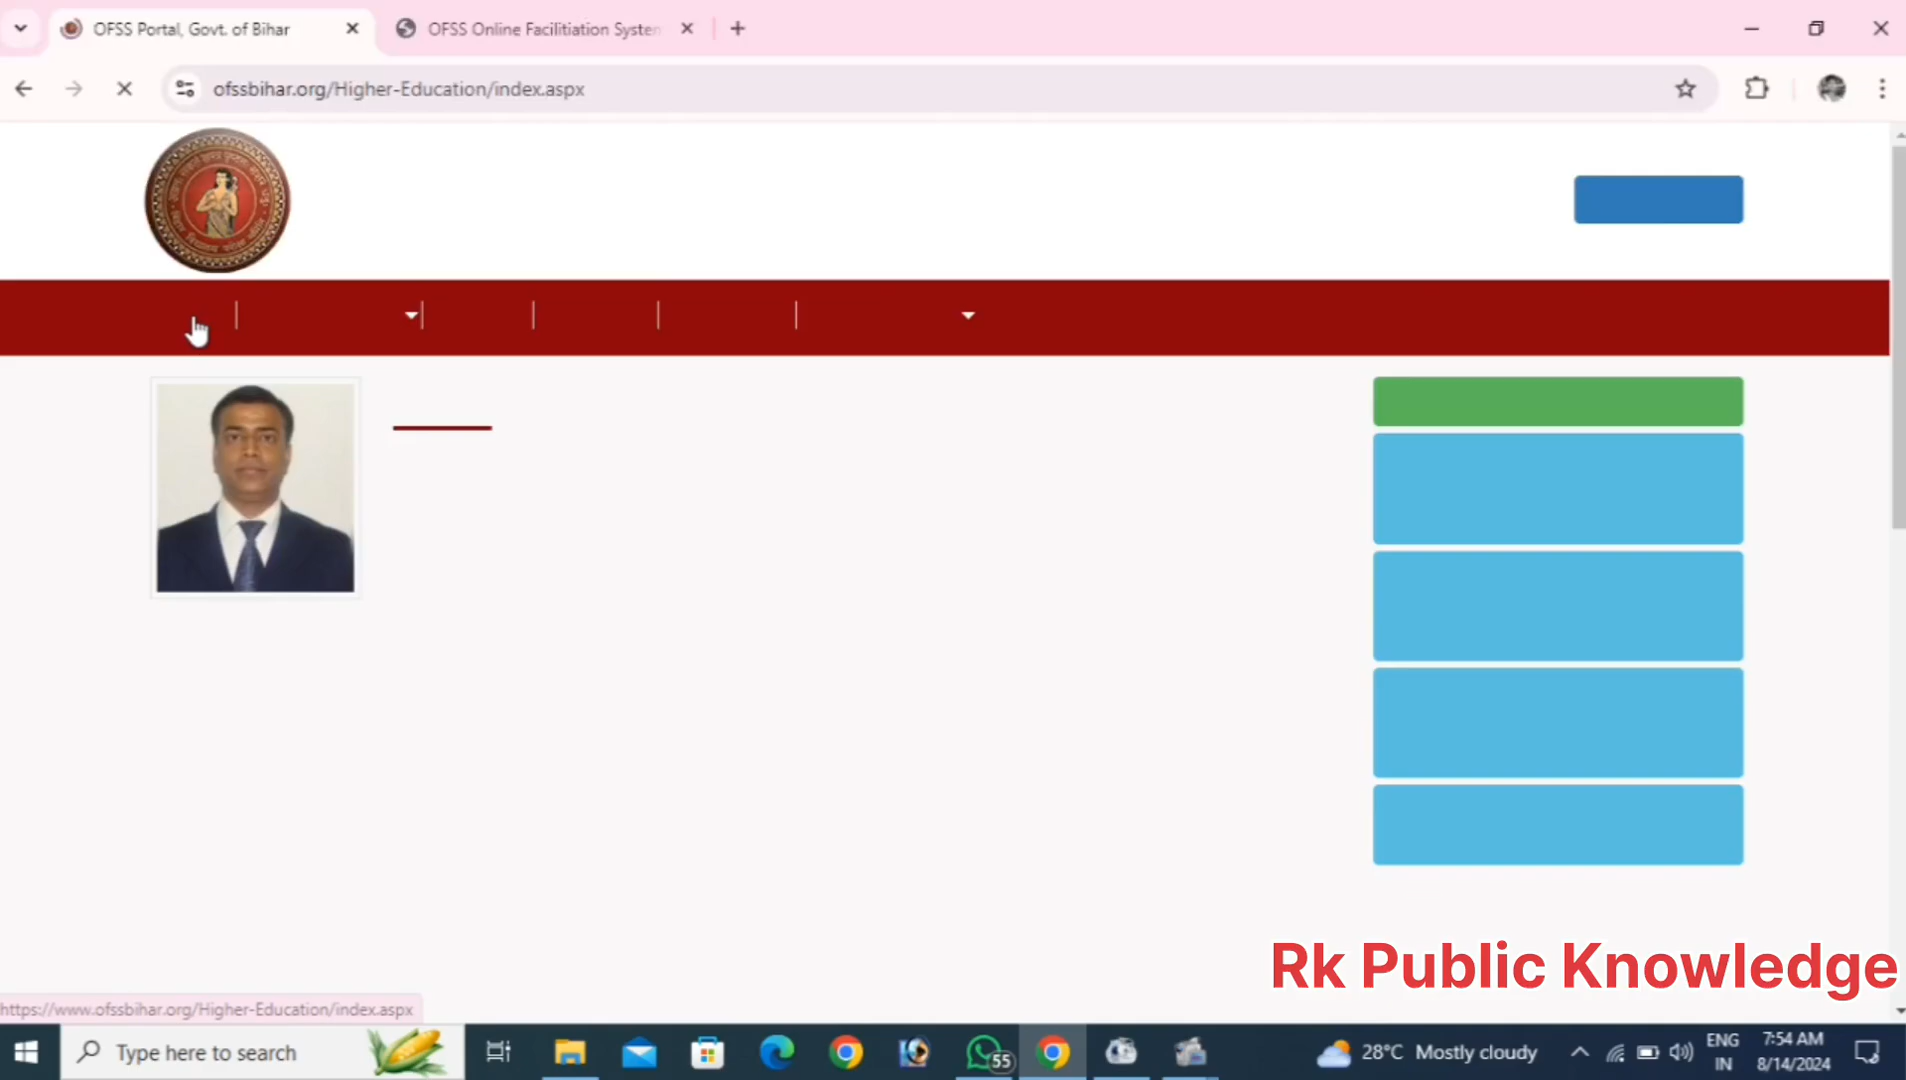 OFSS Portal, Govt. of Bihar
OFSS Online Facilitiation System
ofssbihar.org/Higher-Education/index.aspx
Rk Public Knowledge
https://www.ofssbihar.org/Higher-Education/index.aspx
Type here to search
55
28°C Mostly cloudy
ENG
IN
7:54 AM
8/14/2024